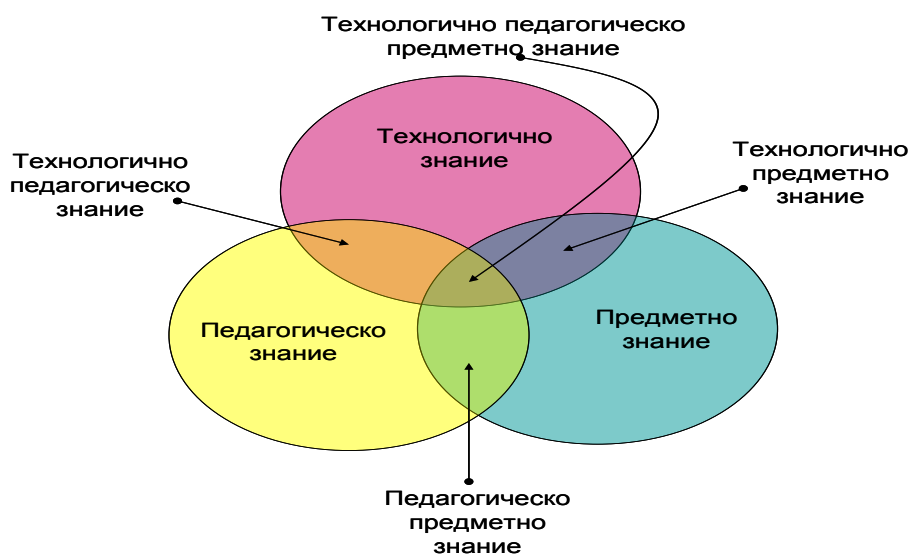 Технологично педагогическо
предметно знание
Технологично
знание
Технологично
педагогическо
знание
Технологично
предметно
знание
Педагогическо
знание
Предметно
знание
Педагогическо
предметно
знание